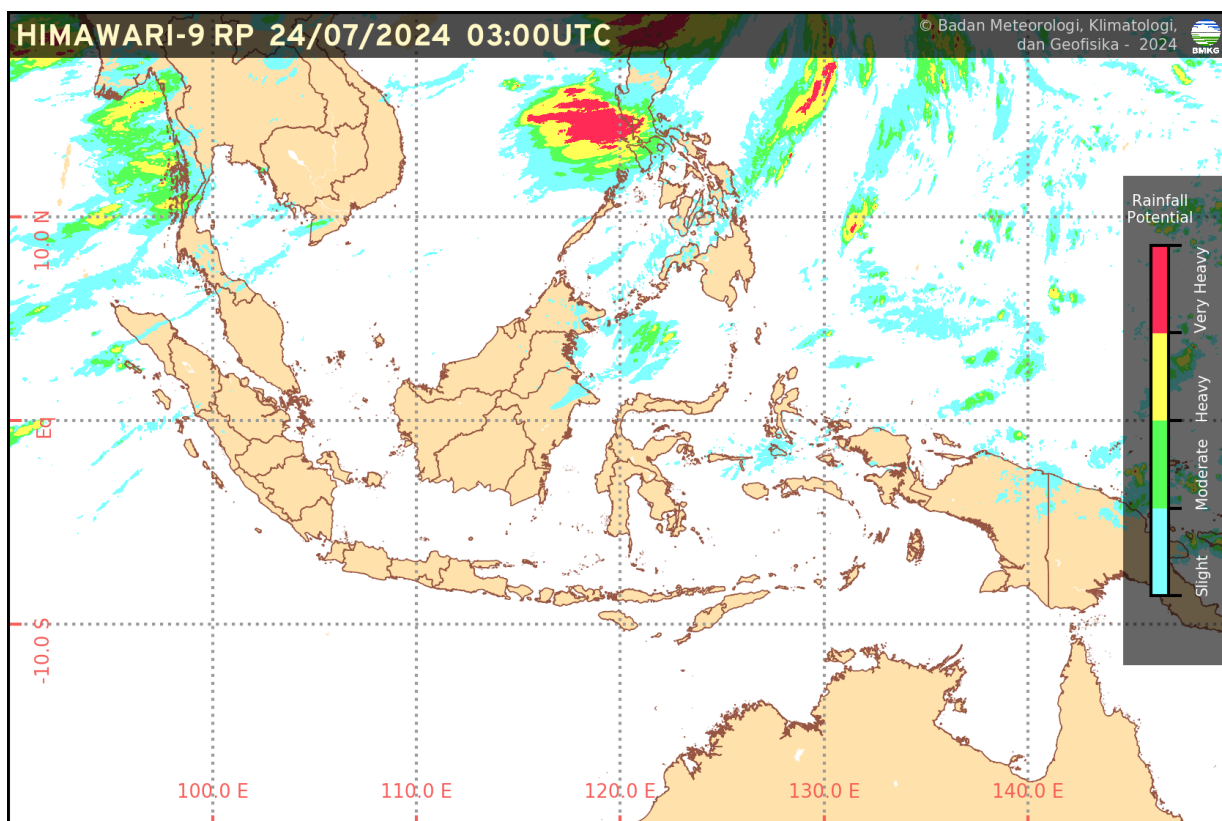 HIMAWARI-9 RP  24/07/2024  03:00UTC
© Badan Meteorologi, Klimatologi,
dan Geofisika -  2024
BMKG
Rainfall
Potential
Very Heavy
Heavy
Moderate
Slight
10.0 N
Eq
-10.0 S
100.0 E
110.0 E
120.0 E
130.0 E
140.0 E